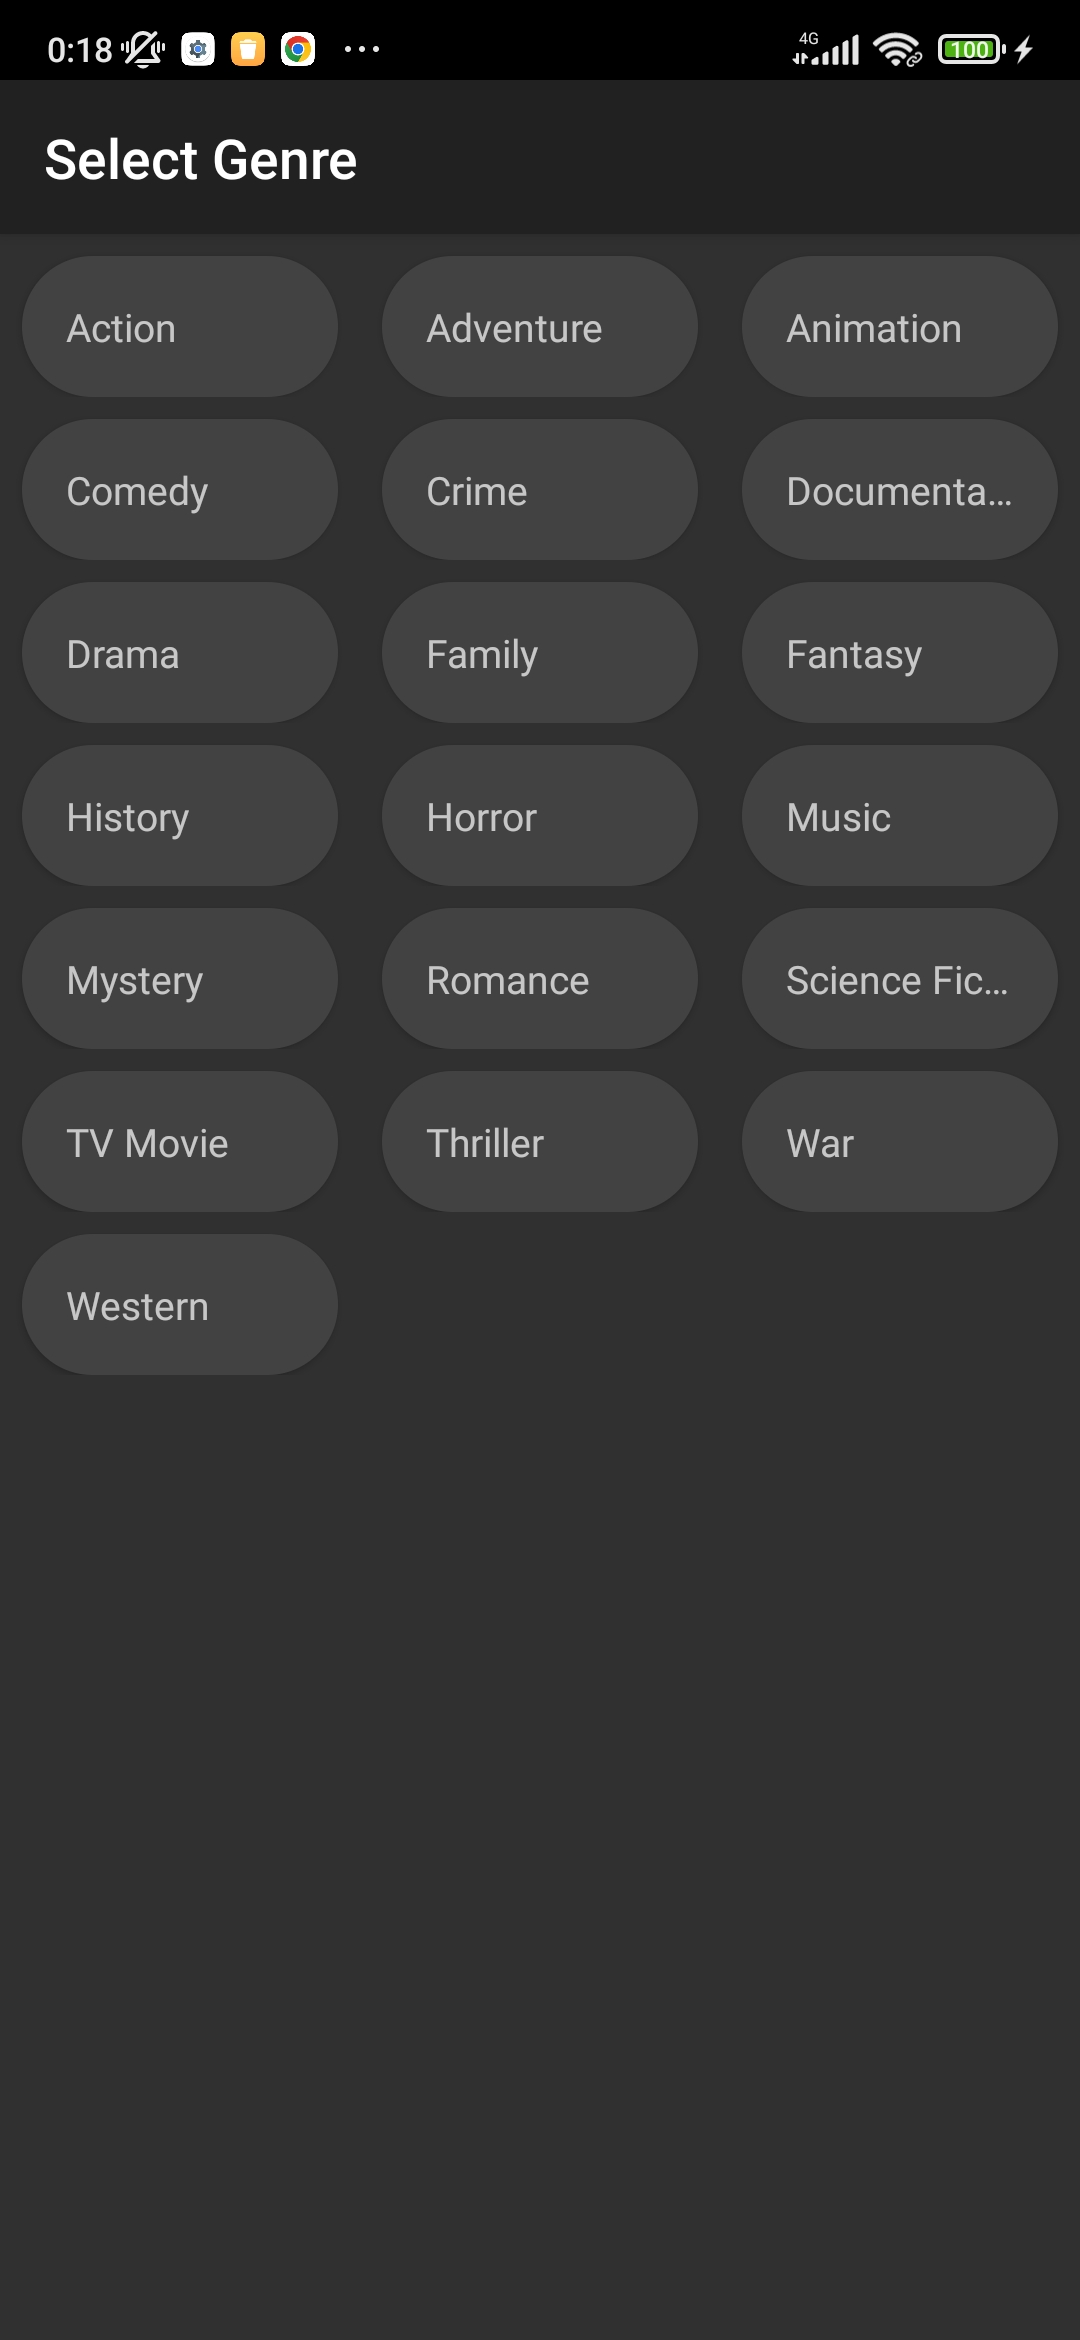 0:18
4G
100
Select Genre
Action
Adventure
Animation
Comedy
Crime
Documenta...
Drama
Family
Fantasy
History
Horror
Music
Mystery
Romance
Science Fic...
TV Movie
Thriller
War
Western